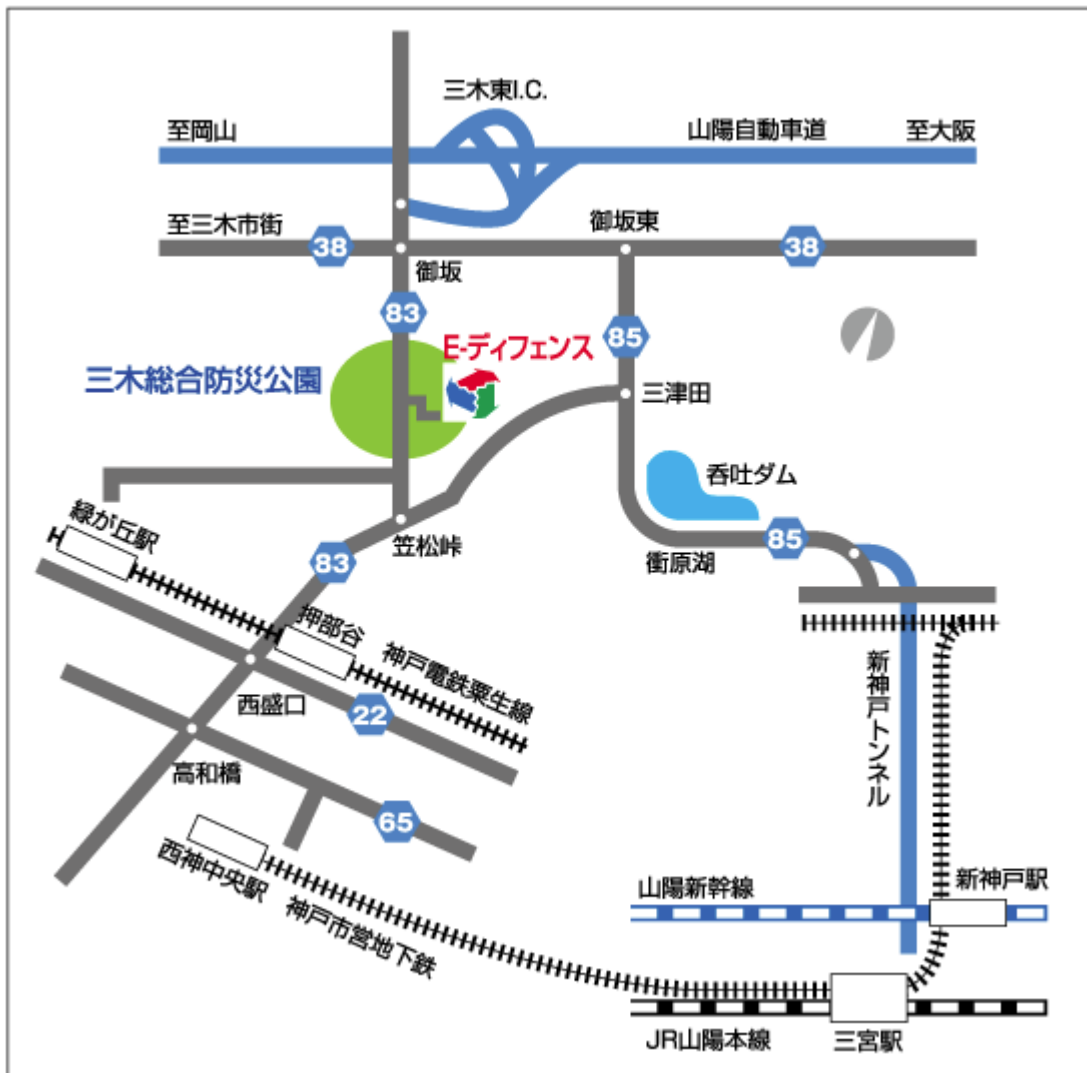 三木東I.C.
至岡山
山陽自動車道
至大阪
至三木市街
38
御坂
御坂東
38
83
85
E-ディフェンス
三木総合防災公園
三津田
呑吐ダム
緑が丘駅
笠松峠
83
衝原湖
85
押部谷
神戸電鉄粟生線
西盛口
22
新神戸トンネル
高和橋
65
西神中央駅
神戸市営地下鉄
山陽新幹線
新神戸駅
JR山陽本線
三宮駅